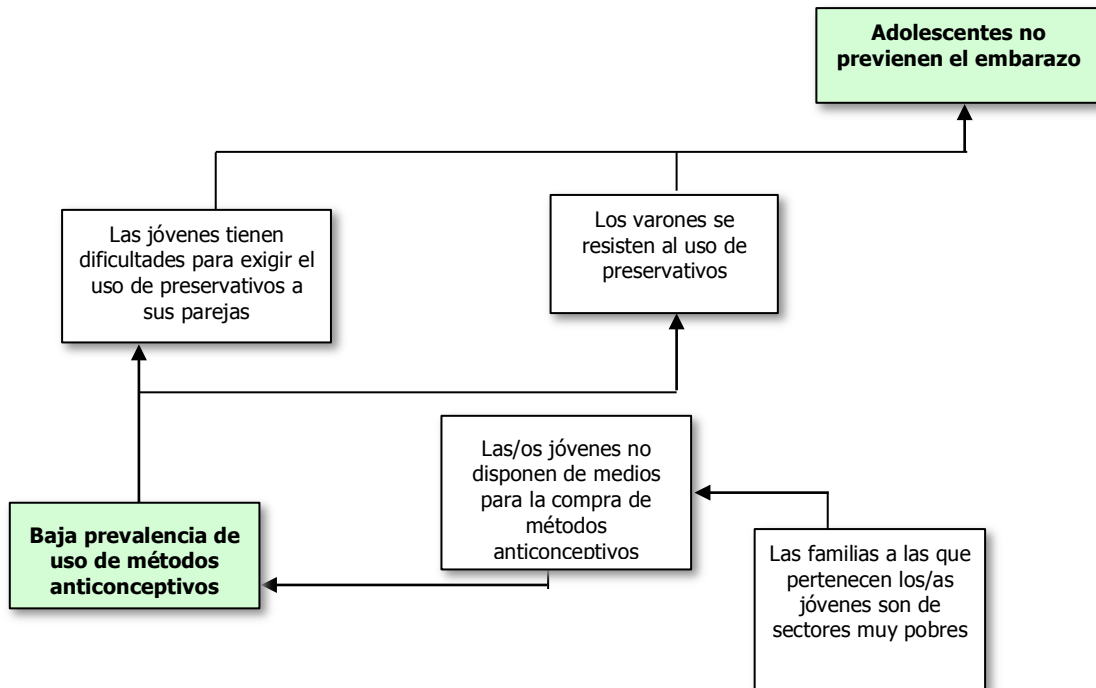 Adolescentes no
previenen el embarazo
Las jóvenes tienen
dificultades para exigir el
uso de preservativos a
sus parejas
Los varones se
resisten al uso de
preservativos
Las/os jóvenes no
disponen de medios
para la compra de
métodos
anticonceptivos
Baja prevalencia de
uso de métodos
anticonceptivos
Las familias a las que
pertenecen los/as
jóvenes son de
sectores muy pobres